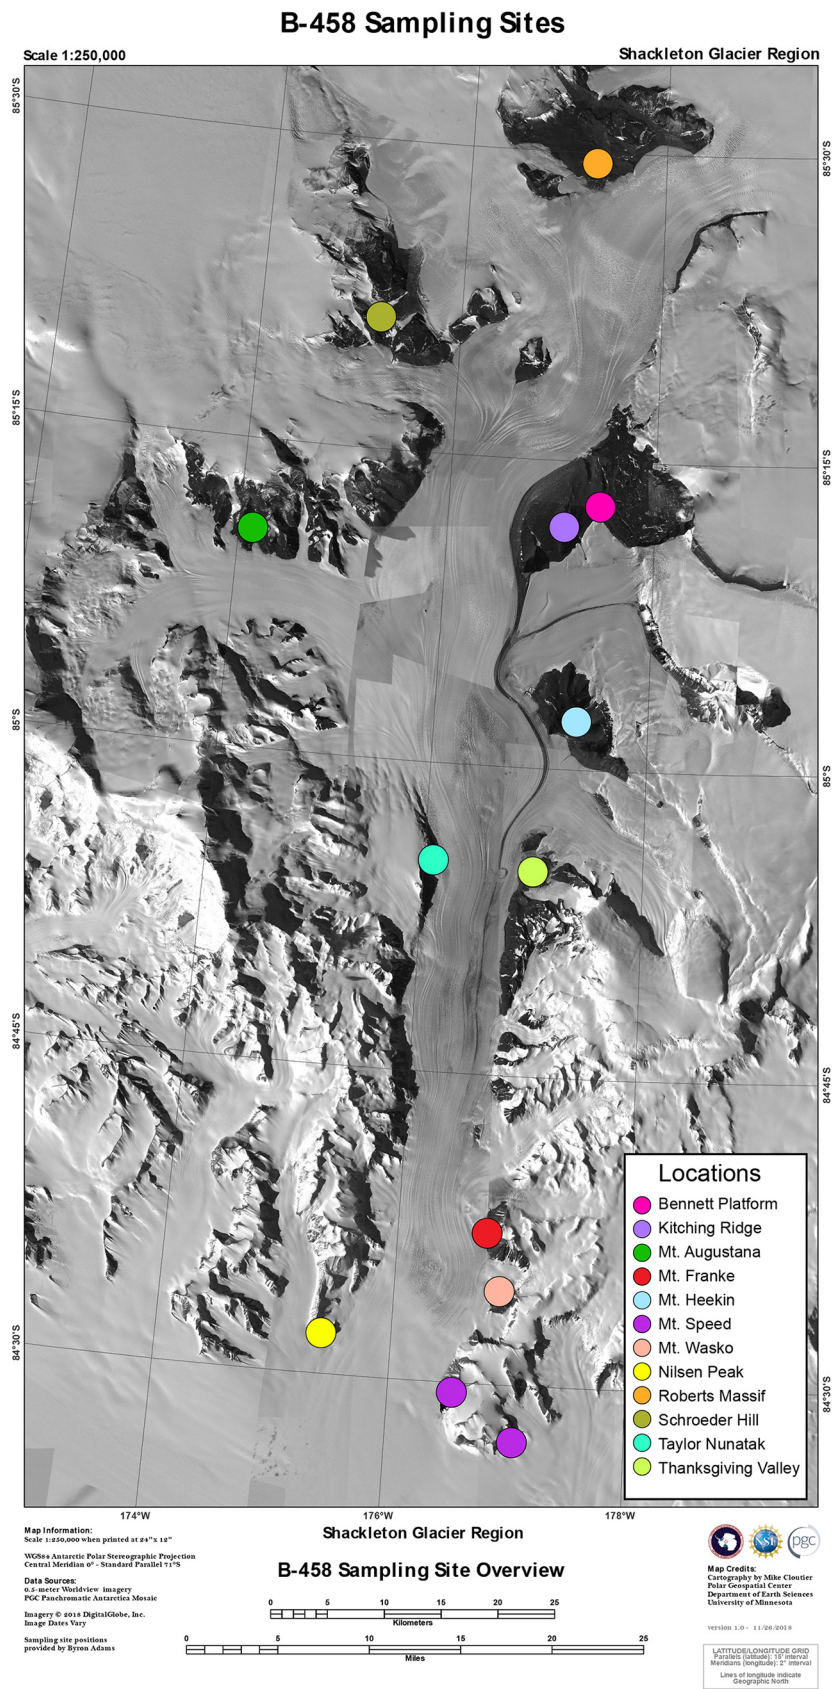 B-458 Sampling Sites
Scale 1:250,000
Shackleton Glacier Region
85°30'S
85°30'S
85°15'S
85°15'S
85°S
85°S
84°45'S
84°45'S
84°30'S
84°30'S
Locations
Bennett Platform
Kitching Ridge
Mt. Augustana
Mt. Franke
Mt. Heekin
Mt. Speed
Mt. Wasko
Nilsen Peak
Roberts Massif
Schroeder Hill
Taylor Nunatak
Thanksgiving Valley
174°W
176°W
178°W
Map Information:
Scale 1:250,000 when printed at 24"x 12"
WGS84 Antarctic Polar Stereographic Projection
Central Meridian 0° - Standard Parallel 71°S
Data Sources:
0.5-meter Worldview imagery
PGC Panchromatic Antarctica Mosaic
Imagery © 2018 DigitalGlobe, Inc.
Image Dates Vary
Sampling site positions
provided by Byron Adams
Shackleton Glacier Region
B-458 Sampling Site Overview
0 5 10 15 20 25
Kilometers
0 5 10 15 20 25
Miles
NSF
pgc
Map Credits:
Cartography by Mike Cloutier
Polar Geospatial Center
Department of Earth Sciences
University of Minnesota
version 1.0 - 11/26/2018
LATITUDE/LONGITUDE GRID
Parallels (latitude): 15' interval
Meridians (longitude): 2° interval
Lines of longitude indicate
Geographic North